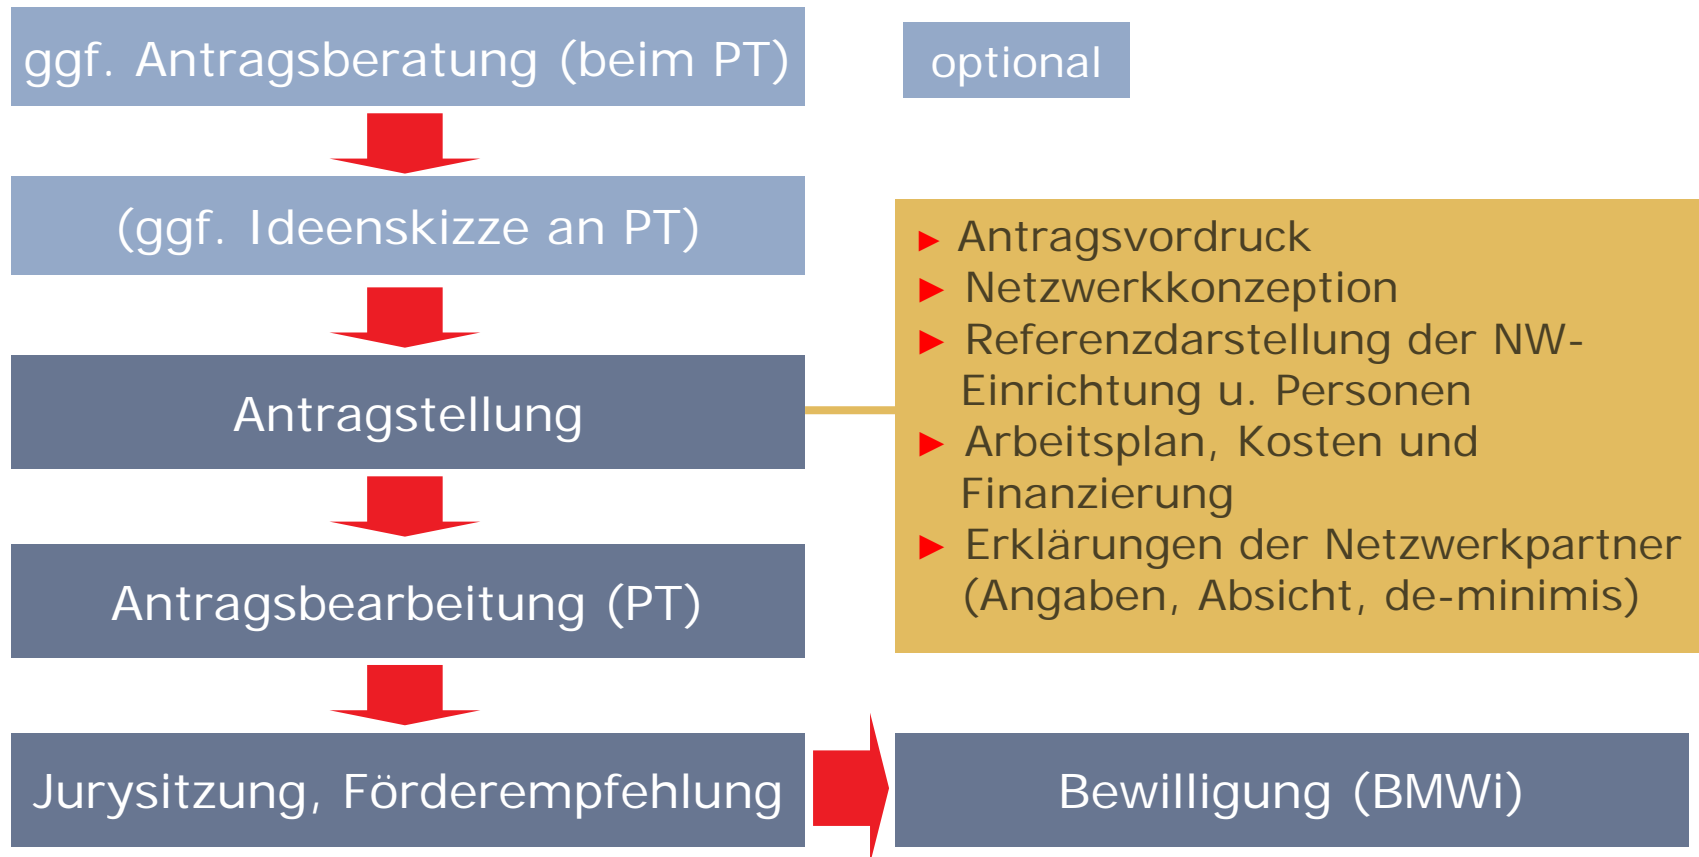 ggf. Antragsberatung (beim PT)
optional
(ggf. Ideenskizze an PT)
Antragstellung
► Antragsvordruck
► Netzwerkkonzeption
► Referenzdarstellung der NW-
Einrichtung u. Personen
► Arbeitsplan, Kosten und
Finanzierung
► Erklärungen der Netzwerkpartner
(Angaben, Absicht, de-minimis)
Antragsbearbeitung (PT)
Jurysitzung, Förderempfehlung
Bewilligung (BMWi)